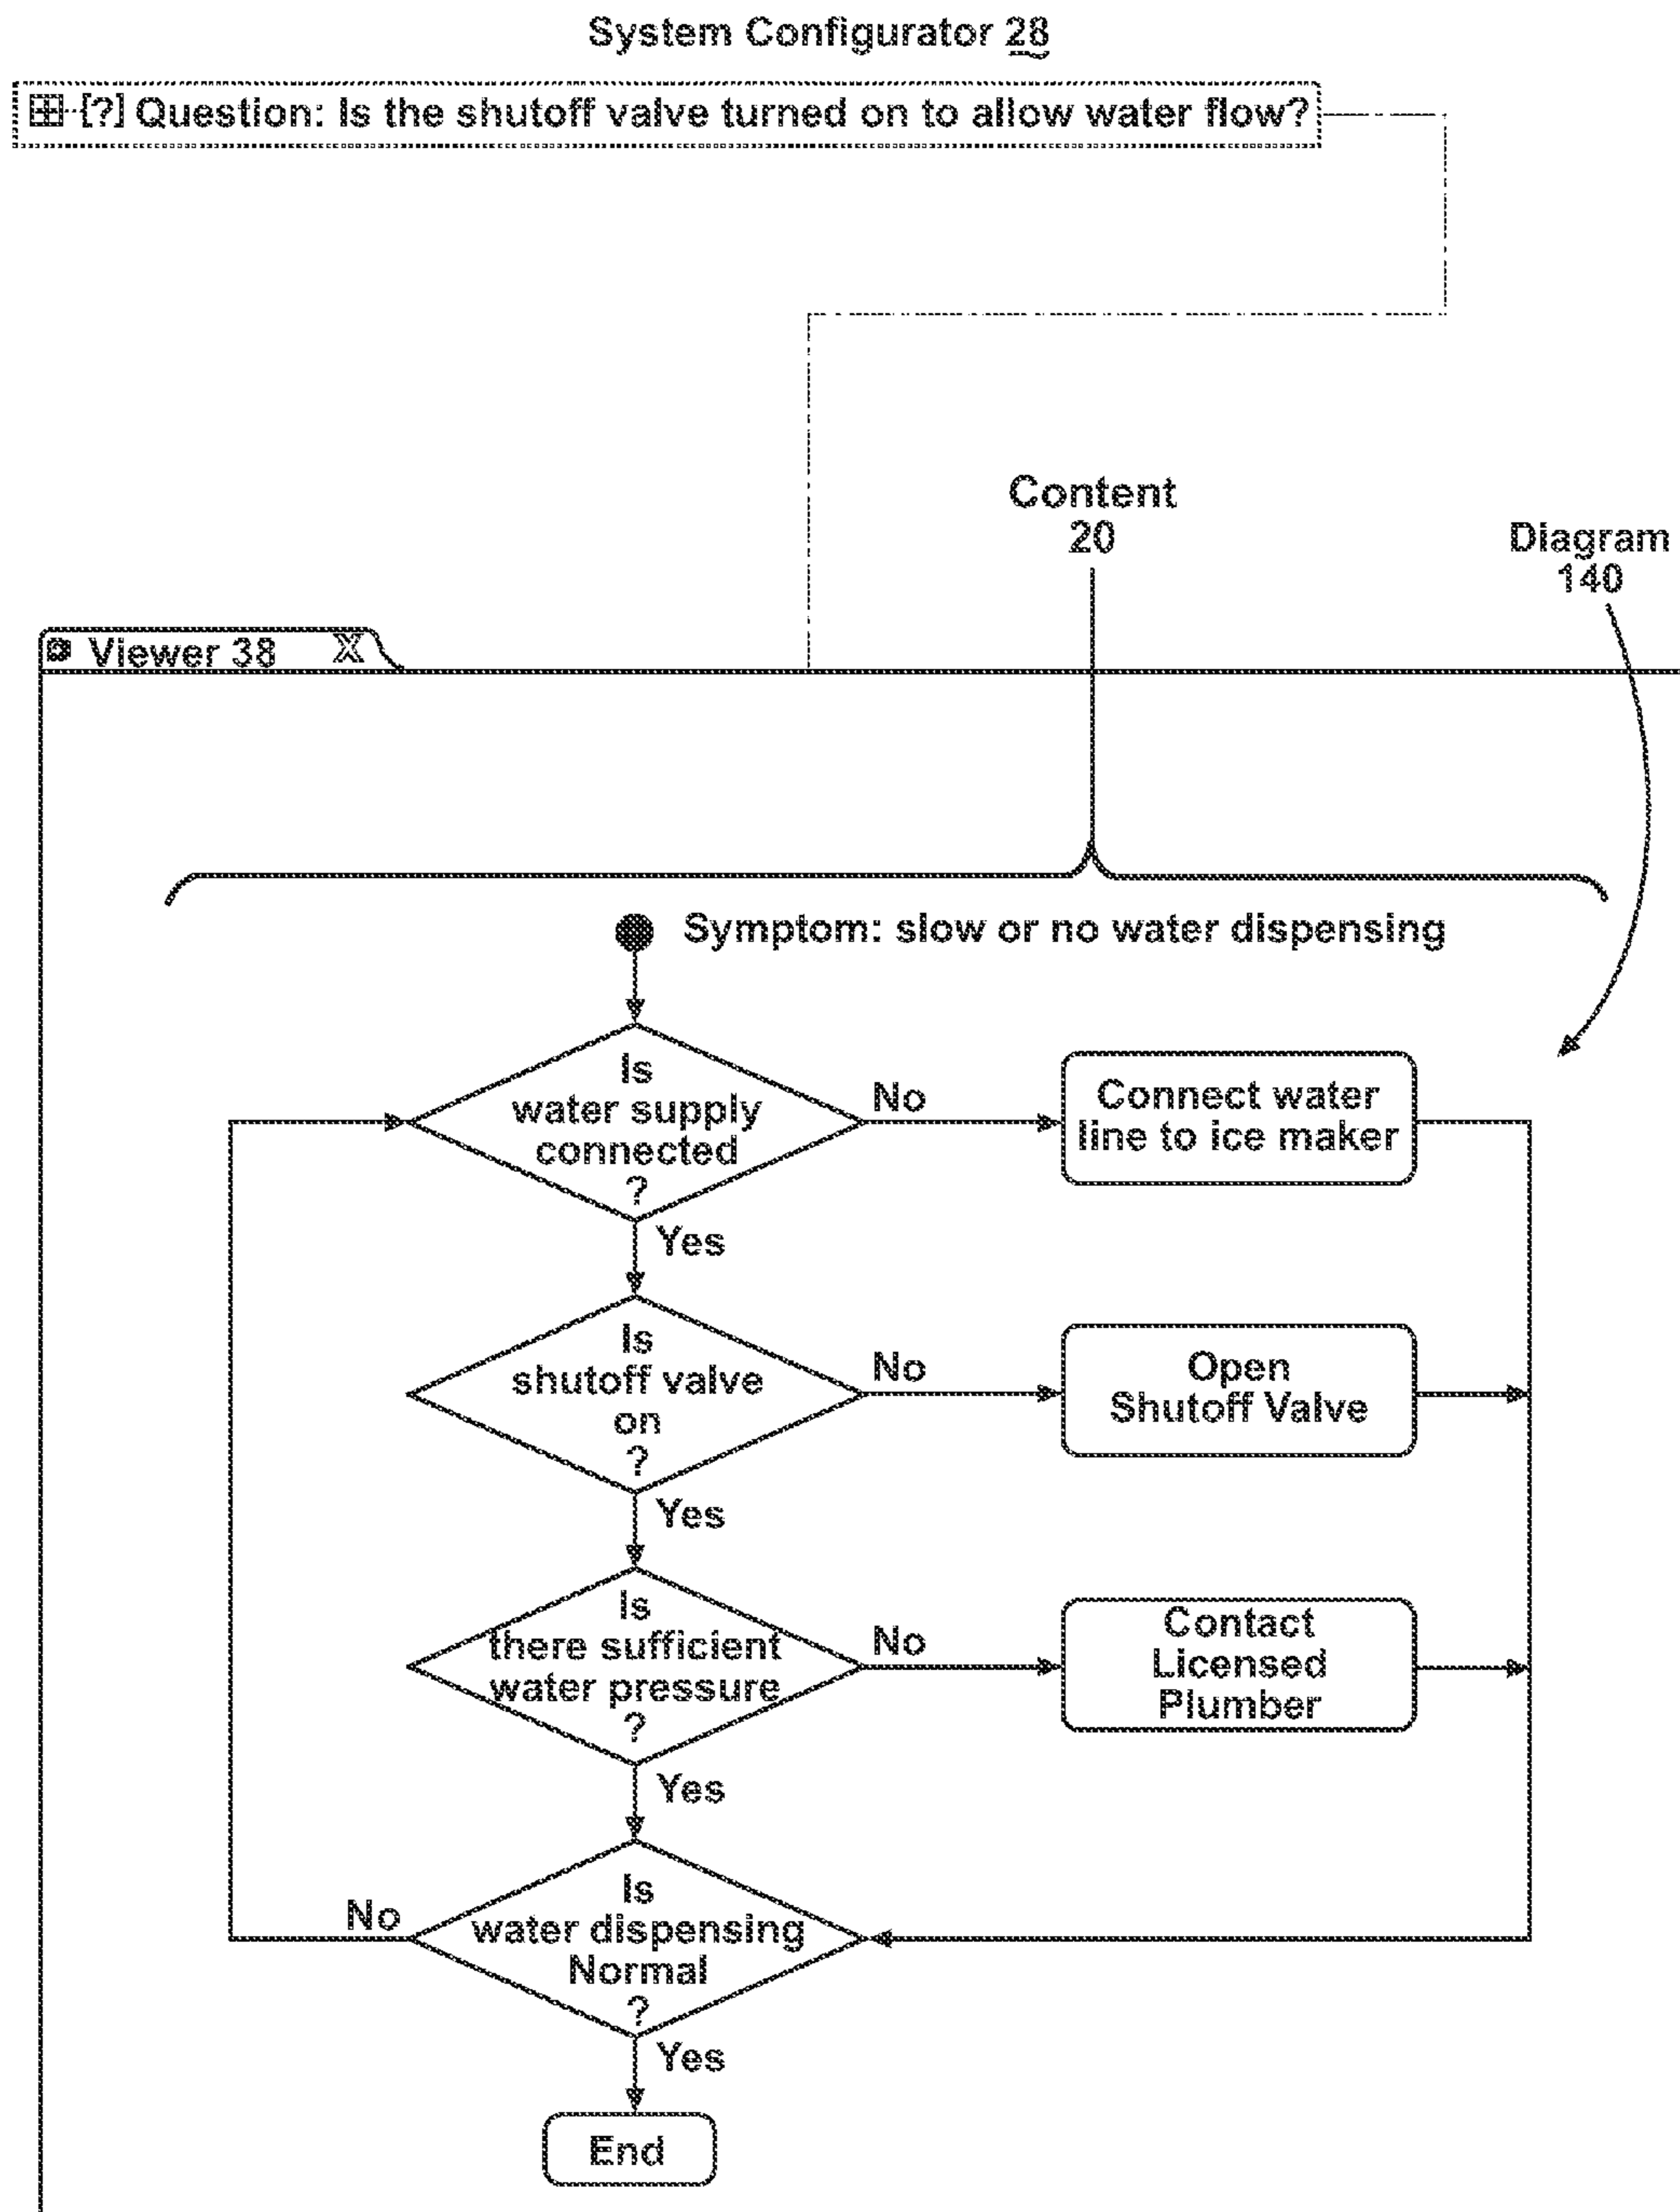 System Configurator 28
[?] Question: Is the shutoff valve turned on to allow water flow?
Content
20
Diagram
140
Viewer 38 X
Symptom: slow or no water dispensing
Is
water supply
connected
?
No
Connect water
line to ice maker
Yes
Is
shutoff valve
on
?
No
Open
Shutoff Valve
Yes
Is
there sufficient
water pressure
?
No
Contact
Licensed
Plumber
Yes
Is
water dispensing
Normal
?
No
Yes
End